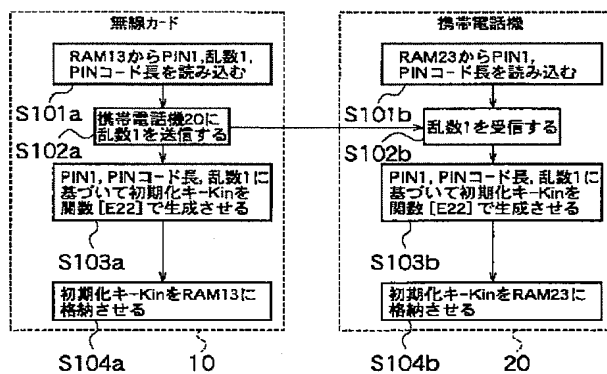 無線カード
RAM13からPIN1,乱数1,
PINコード長を読み込む
S101a
携帯電話機20に
乱数1を送信する
S102a
PIN1, PINコード長, 乱数1に
基づいて初期化キーKinを
関数[E22]で生成させる
S103a
初期化キーKinをRAM13に
格納させる
S104a
10
携帯電話機
RAM23からPIN1,
PINコード長を読み込む
S101b
乱数1を受信する
S102b
PIN1, PINコード長, 乱数1に
基づいて初期化キーKinを
関数[E22]で生成させる
S103b
初期化キーKinをRAM23に
格納させる
S104b
20